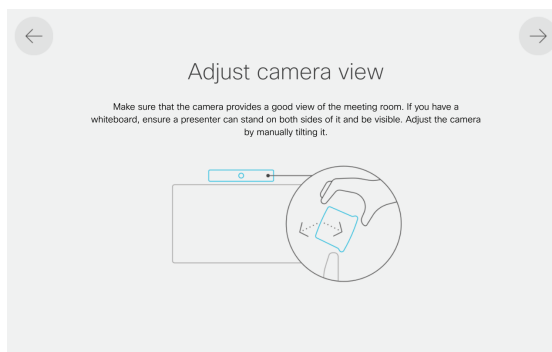 Adjust camera view
Make sure that the camera provides a good view of the meeting room. If you have a
whiteboard, ensure a presenter can stand on both sides of it and be visible. Adjust the camera
by manually tilting it.